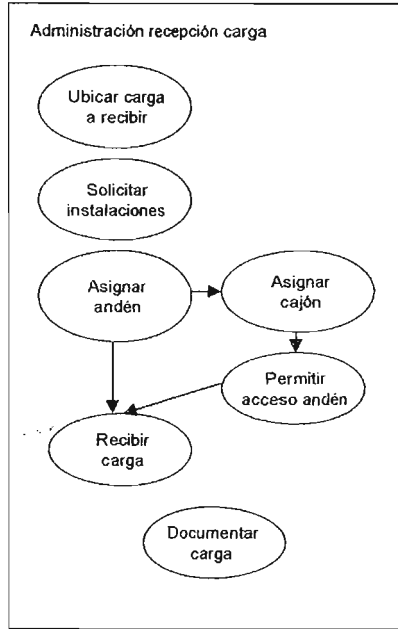 Administración recepción carga
Ubicar carga
a recibir
Solicitar
instalaciones
Asignar
andén
Asignar
cajón
Permitir
acceso andén
Recibir
carga
Documentar
carga